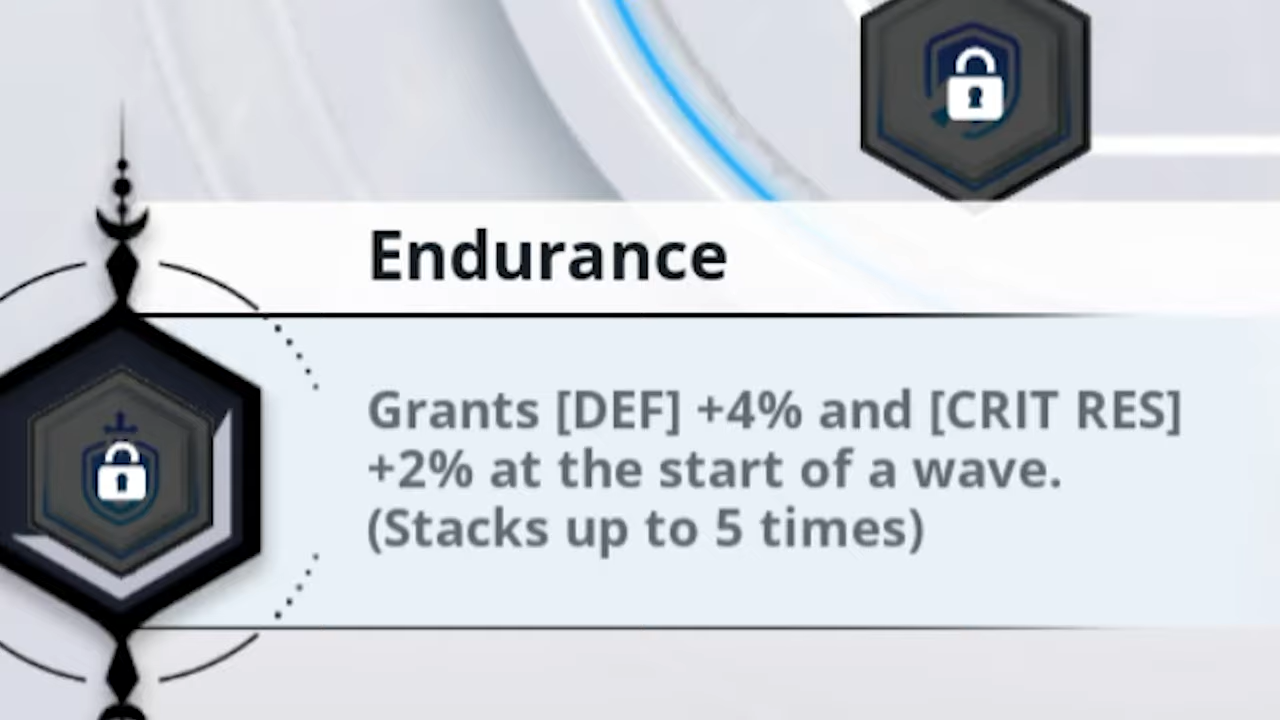 Endurance
Grants [DEF] +4% and [CRIT RES]
+2% at the start of a wave.
(Stacks up to 5 times)